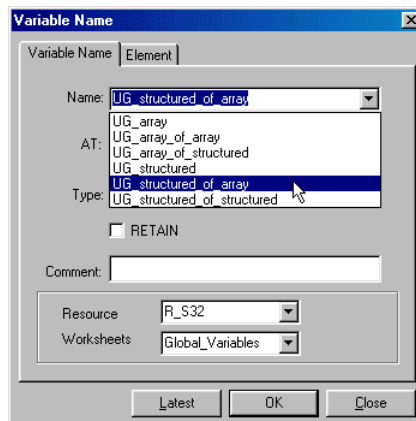 Variable Name
Variable Name Element
Name: UG_structured_of_array
UG_array
UG_array_of_array
AT: UG_array_of_structured
UG_structured
Type: UG_structured_of_array
UG_structured_of_structured
RETAIN
Comment:
Resource R_S32
Worksheets Global_Variables
Latest OK Close